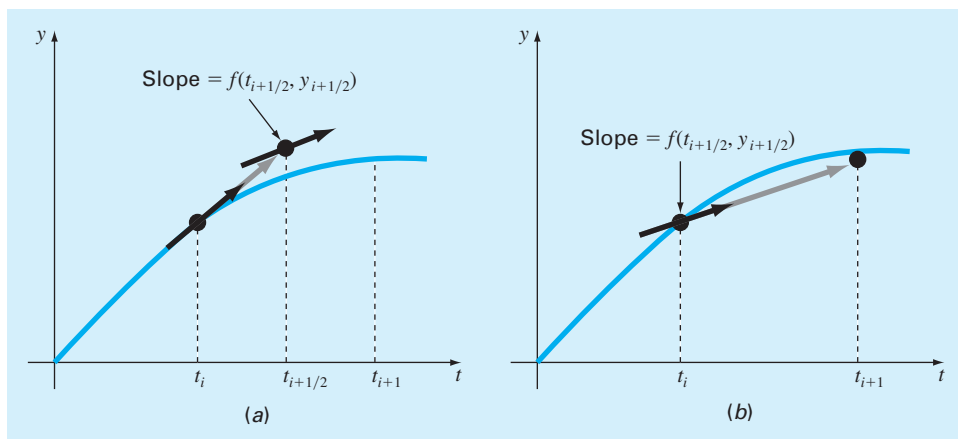 y
Slope = f(t_{i+1/2}, y_{i+1/2})
t_i
t_{i+1/2}
t_{i+1}
t
(a)
y
Slope = f(t_{i+1/2}, y_{i+1/2})
t_i
t_{i+1}
t
(b)